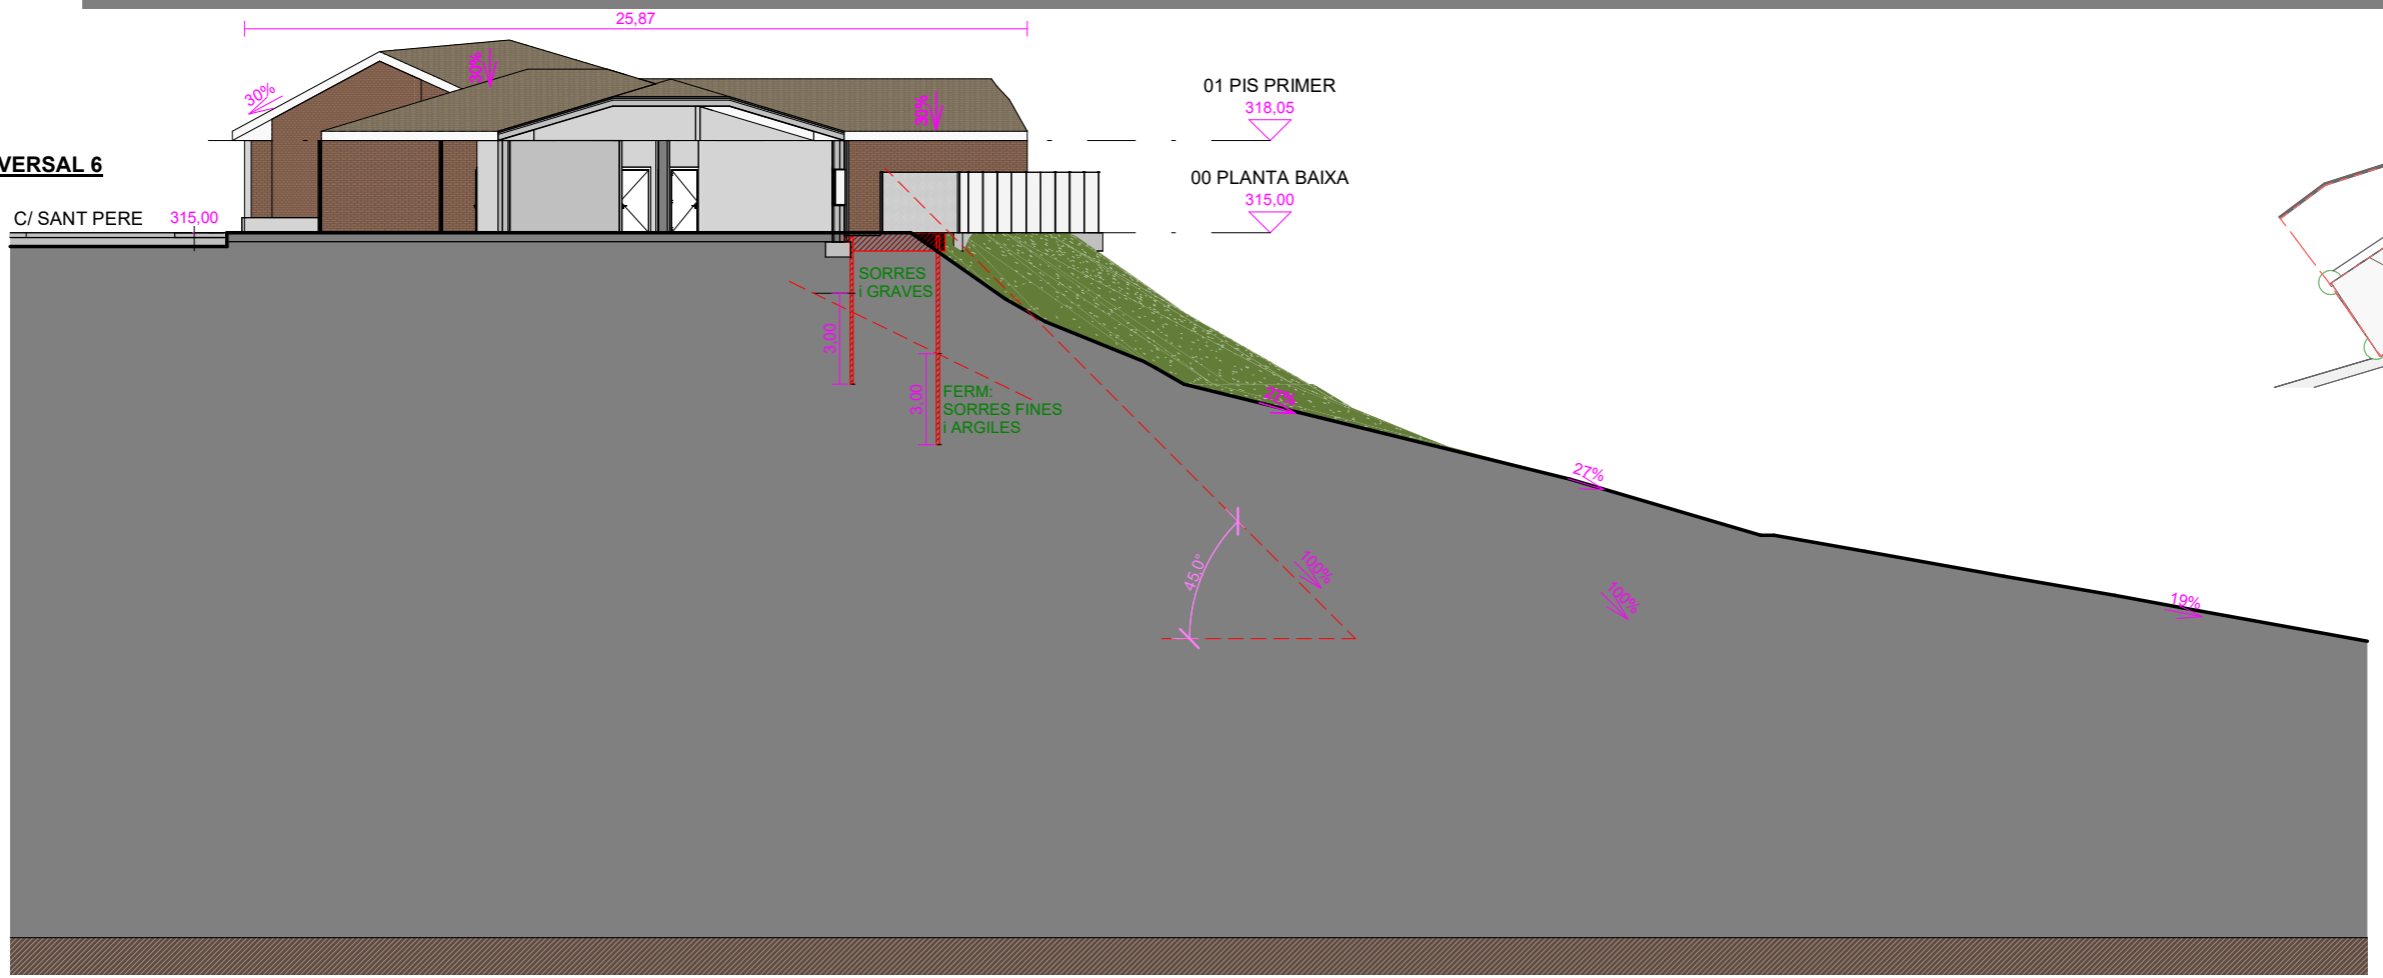 25,87
30%
30%
30%
01 PIS PRIMER
318,05
VERSAL 6
00 PLANTA BAIXA
315,00
C/ SANT PERE 315,00
SORRES
i GRAVES
3,00
3,00
FERM:
SORRES FINES
i ARGILES
27%
27%
45,0°
100%
100%
19%